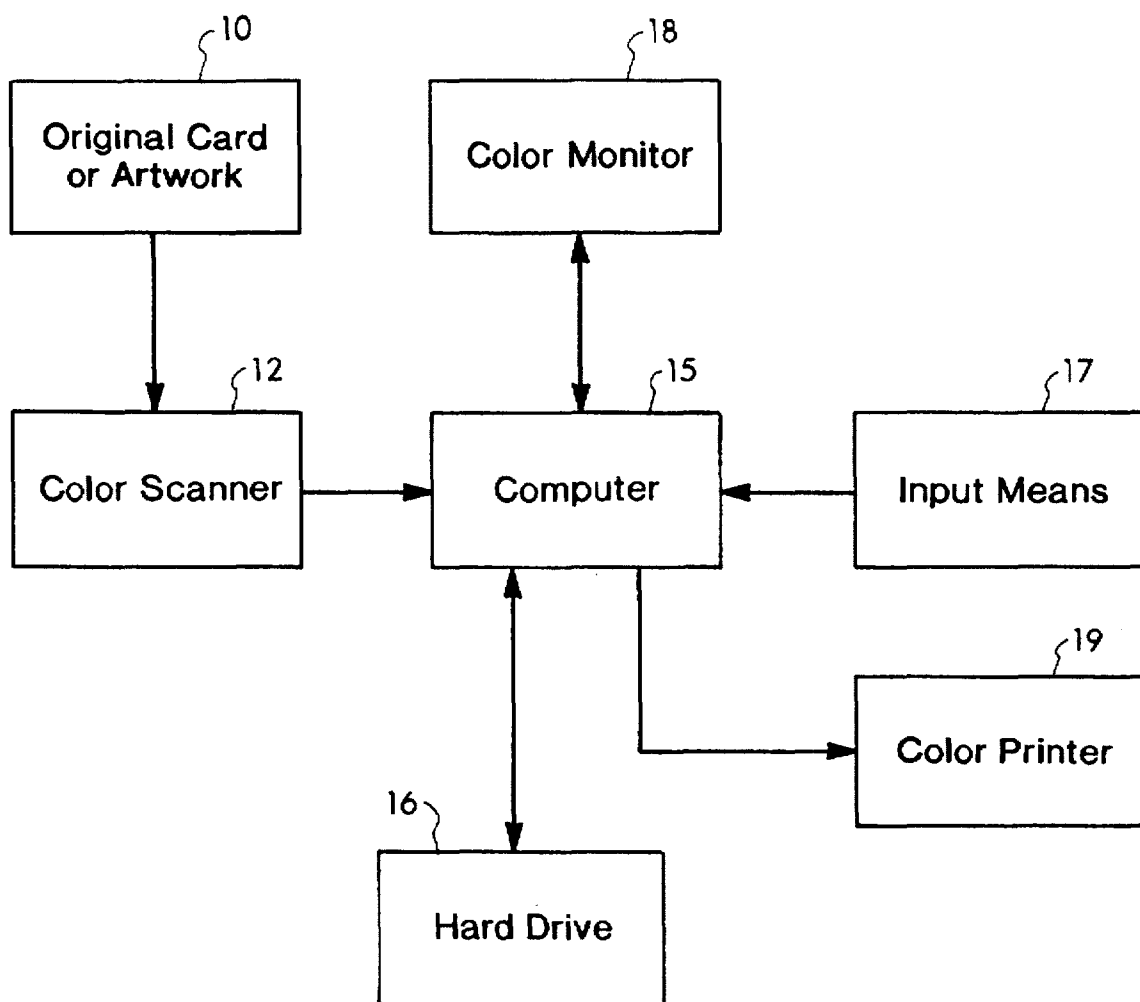 10
Original Card
or Artwork
18
Color Monitor
12
Color Scanner
15
Computer
17
Input Means
19
Color Printer
16
Hard Drive